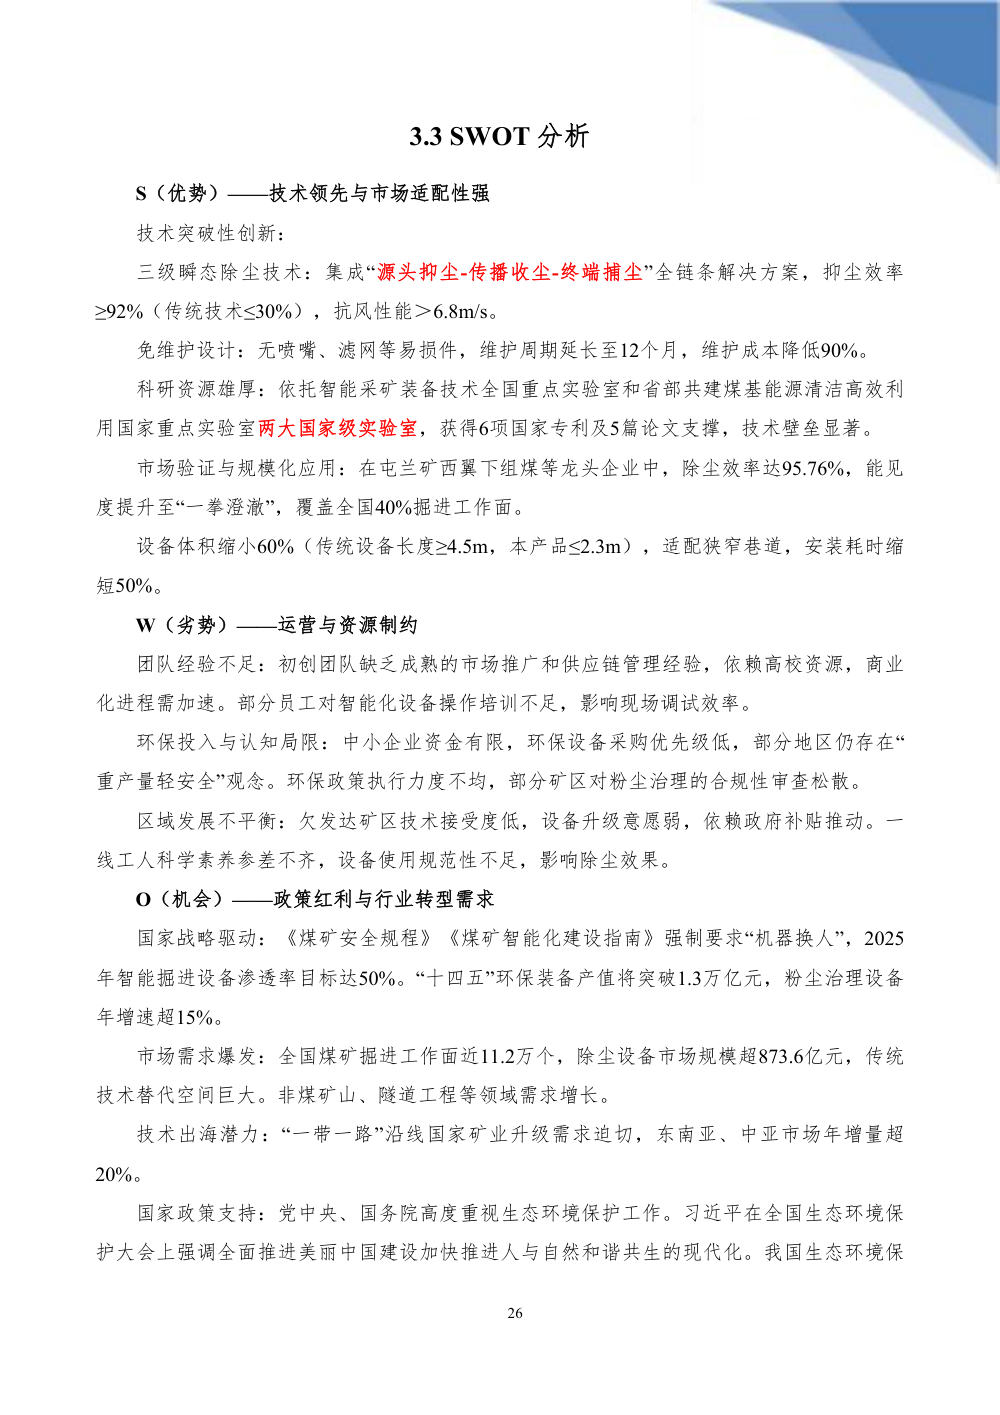 3.3 SWOT 分析
S（优势）——技术领先与市场适配性强
技术突破性创新：
三级瞬态除尘技术：集成“源头抑尘-传播收尘-终端捕尘”全链条解决方案，抑尘效率
≥92%（传统技术≤30%），抗风性能＞6.8m/s。
免维护设计：无喷嘴、滤网等易损件，维护周期延长至12个月，维护成本降低90%。
科研资源雄厚：依托智能采矿装备技术全国重点实验室和省部共建煤基能源清洁高效利
用国家重点实验室两大国家级实验室，获得6项国家专利及5篇论文支撑，技术壁垒显著。
市场验证与规模化应用：在屯兰矿西翼下组煤等龙头企业中，除尘效率达95.76%，能见
度提升至“一拳澄澈”，覆盖全国40%掘进工作面。
设备体积缩小60%（传统设备长度≥4.5m，本产品≤2.3m），适配狭窄巷道，安装耗时缩
短50%。
W（劣势）——运营与资源制约
团队经验不足：初创团队缺乏成熟的市场推广和供应链管理经验，依赖高校资源，商业
化进程需加速。部分员工对智能化设备操作培训不足，影响现场调试效率。
环保投入与认知局限：中小企业资金有限，环保设备采购优先级低，部分地区仍存在“
重产量轻安全”观念。环保政策执行力度不均，部分矿区对粉尘治理的合规性审查松散。
区域发展不平衡：欠发达矿区技术接受度低，设备升级意愿弱，依赖政府补贴推动。一
线工人科学素养参差不齐，设备使用规范性不足，影响除尘效果。
O（机会）——政策红利与行业转型需求
国家战略驱动：《煤矿安全规程》《煤矿智能化建设指南》强制要求“机器换人”，2025
年智能掘进设备渗透率目标达50%。“十四五”环保装备产值将突破1.3万亿元，粉尘治理设备
年增速超15%。
市场需求爆发：全国煤矿掘进工作面近11.2万个，除尘设备市场规模超873.6亿元，传统
技术替代空间巨大。非煤矿山、隧道工程等领域需求增长。
技术出海潜力：“一带一路”沿线国家矿业升级需求迫切，东南亚、中亚市场年增量超
20%。
国家政策支持：党中央、国务院高度重视生态环境保护工作。习近平在全国生态环境保
护大会上强调全面推进美丽中国建设加快推进人与自然和谐共生的现代化。我国生态环境保
26